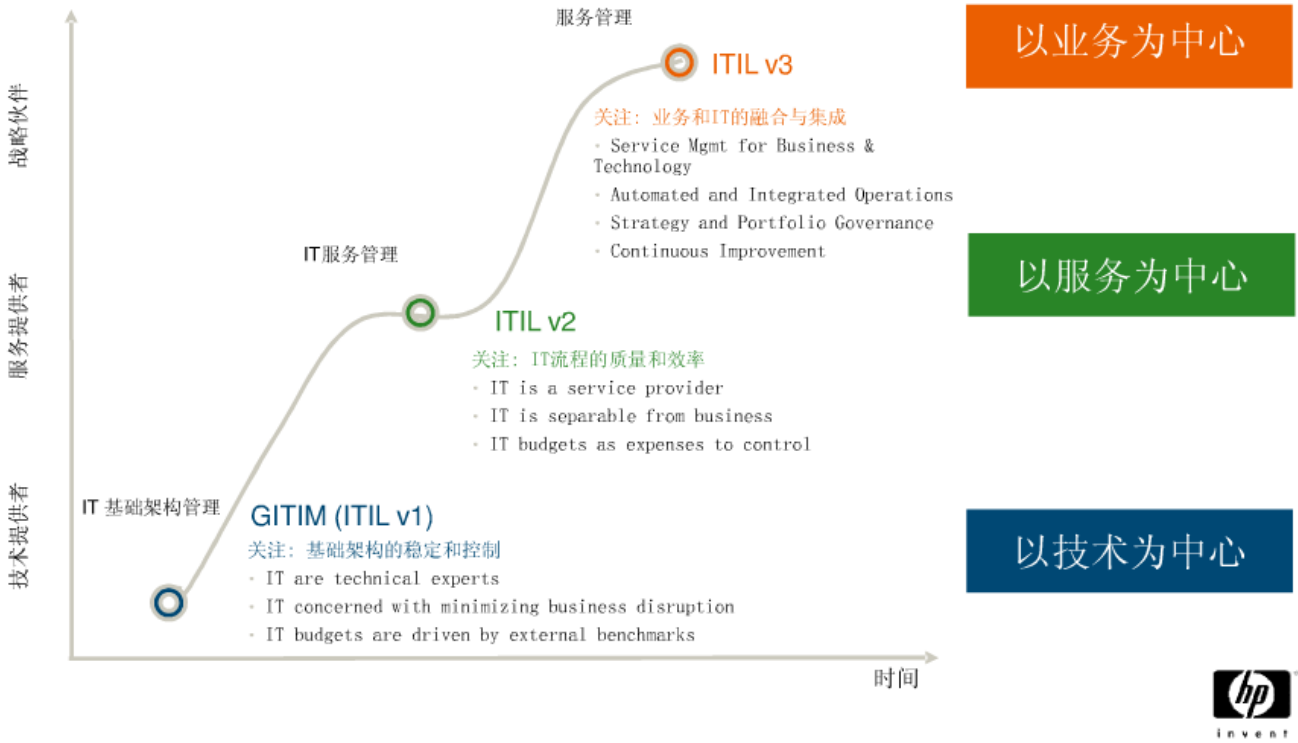 服务管理
以业务为中心
ITIL v3
战略伙伴
关注: 业务和IT的融合与集成
· Service Mgmt for Business &
Technology
· Automated and Integrated Operations
· Strategy and Portfolio Governance
· Continuous Improvement
IT服务管理
以服务为中心
服务提供者
ITIL v2
关注: IT流程的质量和效率
· IT is a service provider
· IT is separable from business
· IT budgets as expenses to control
技术提供者
IT 基础架构管理
GITIM (ITIL v1)
以技术为中心
关注: 基础架构的稳定和控制
· IT are technical experts
· IT concerned with minimizing business disruption
· IT budgets are driven by external benchmarks
时间
hp
invent